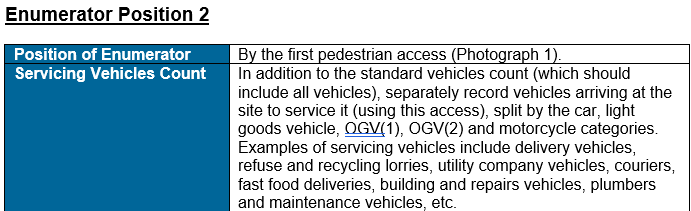 Enumerator Position 2
Position of Enumerator By the first pedestrian access (Photograph 1).
Servicing Vehicles Count In addition to the standard vehicles count (which should
include all vehicles), separately record vehicles arriving at the
site to service it (using this access), split by the car, light
goods vehicle, OGV(1), OGV(2) and motorcycle categories.
Examples of servicing vehicles include delivery vehicles,
refuse and recycling lorries, utility company vehicles, couriers,
fast food deliveries, building and repairs vehicles, plumbers
and maintenance vehicles, etc.